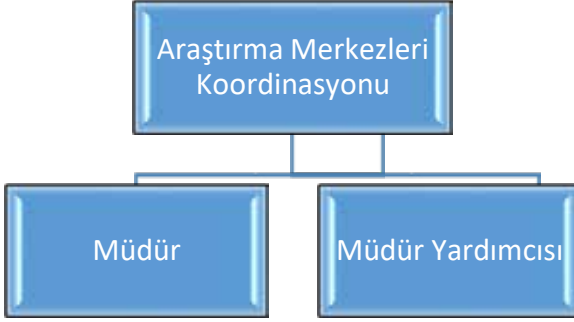 Araştırma Merkezleri
Koordinasyonu
Müdür
Müdür Yardımcısı